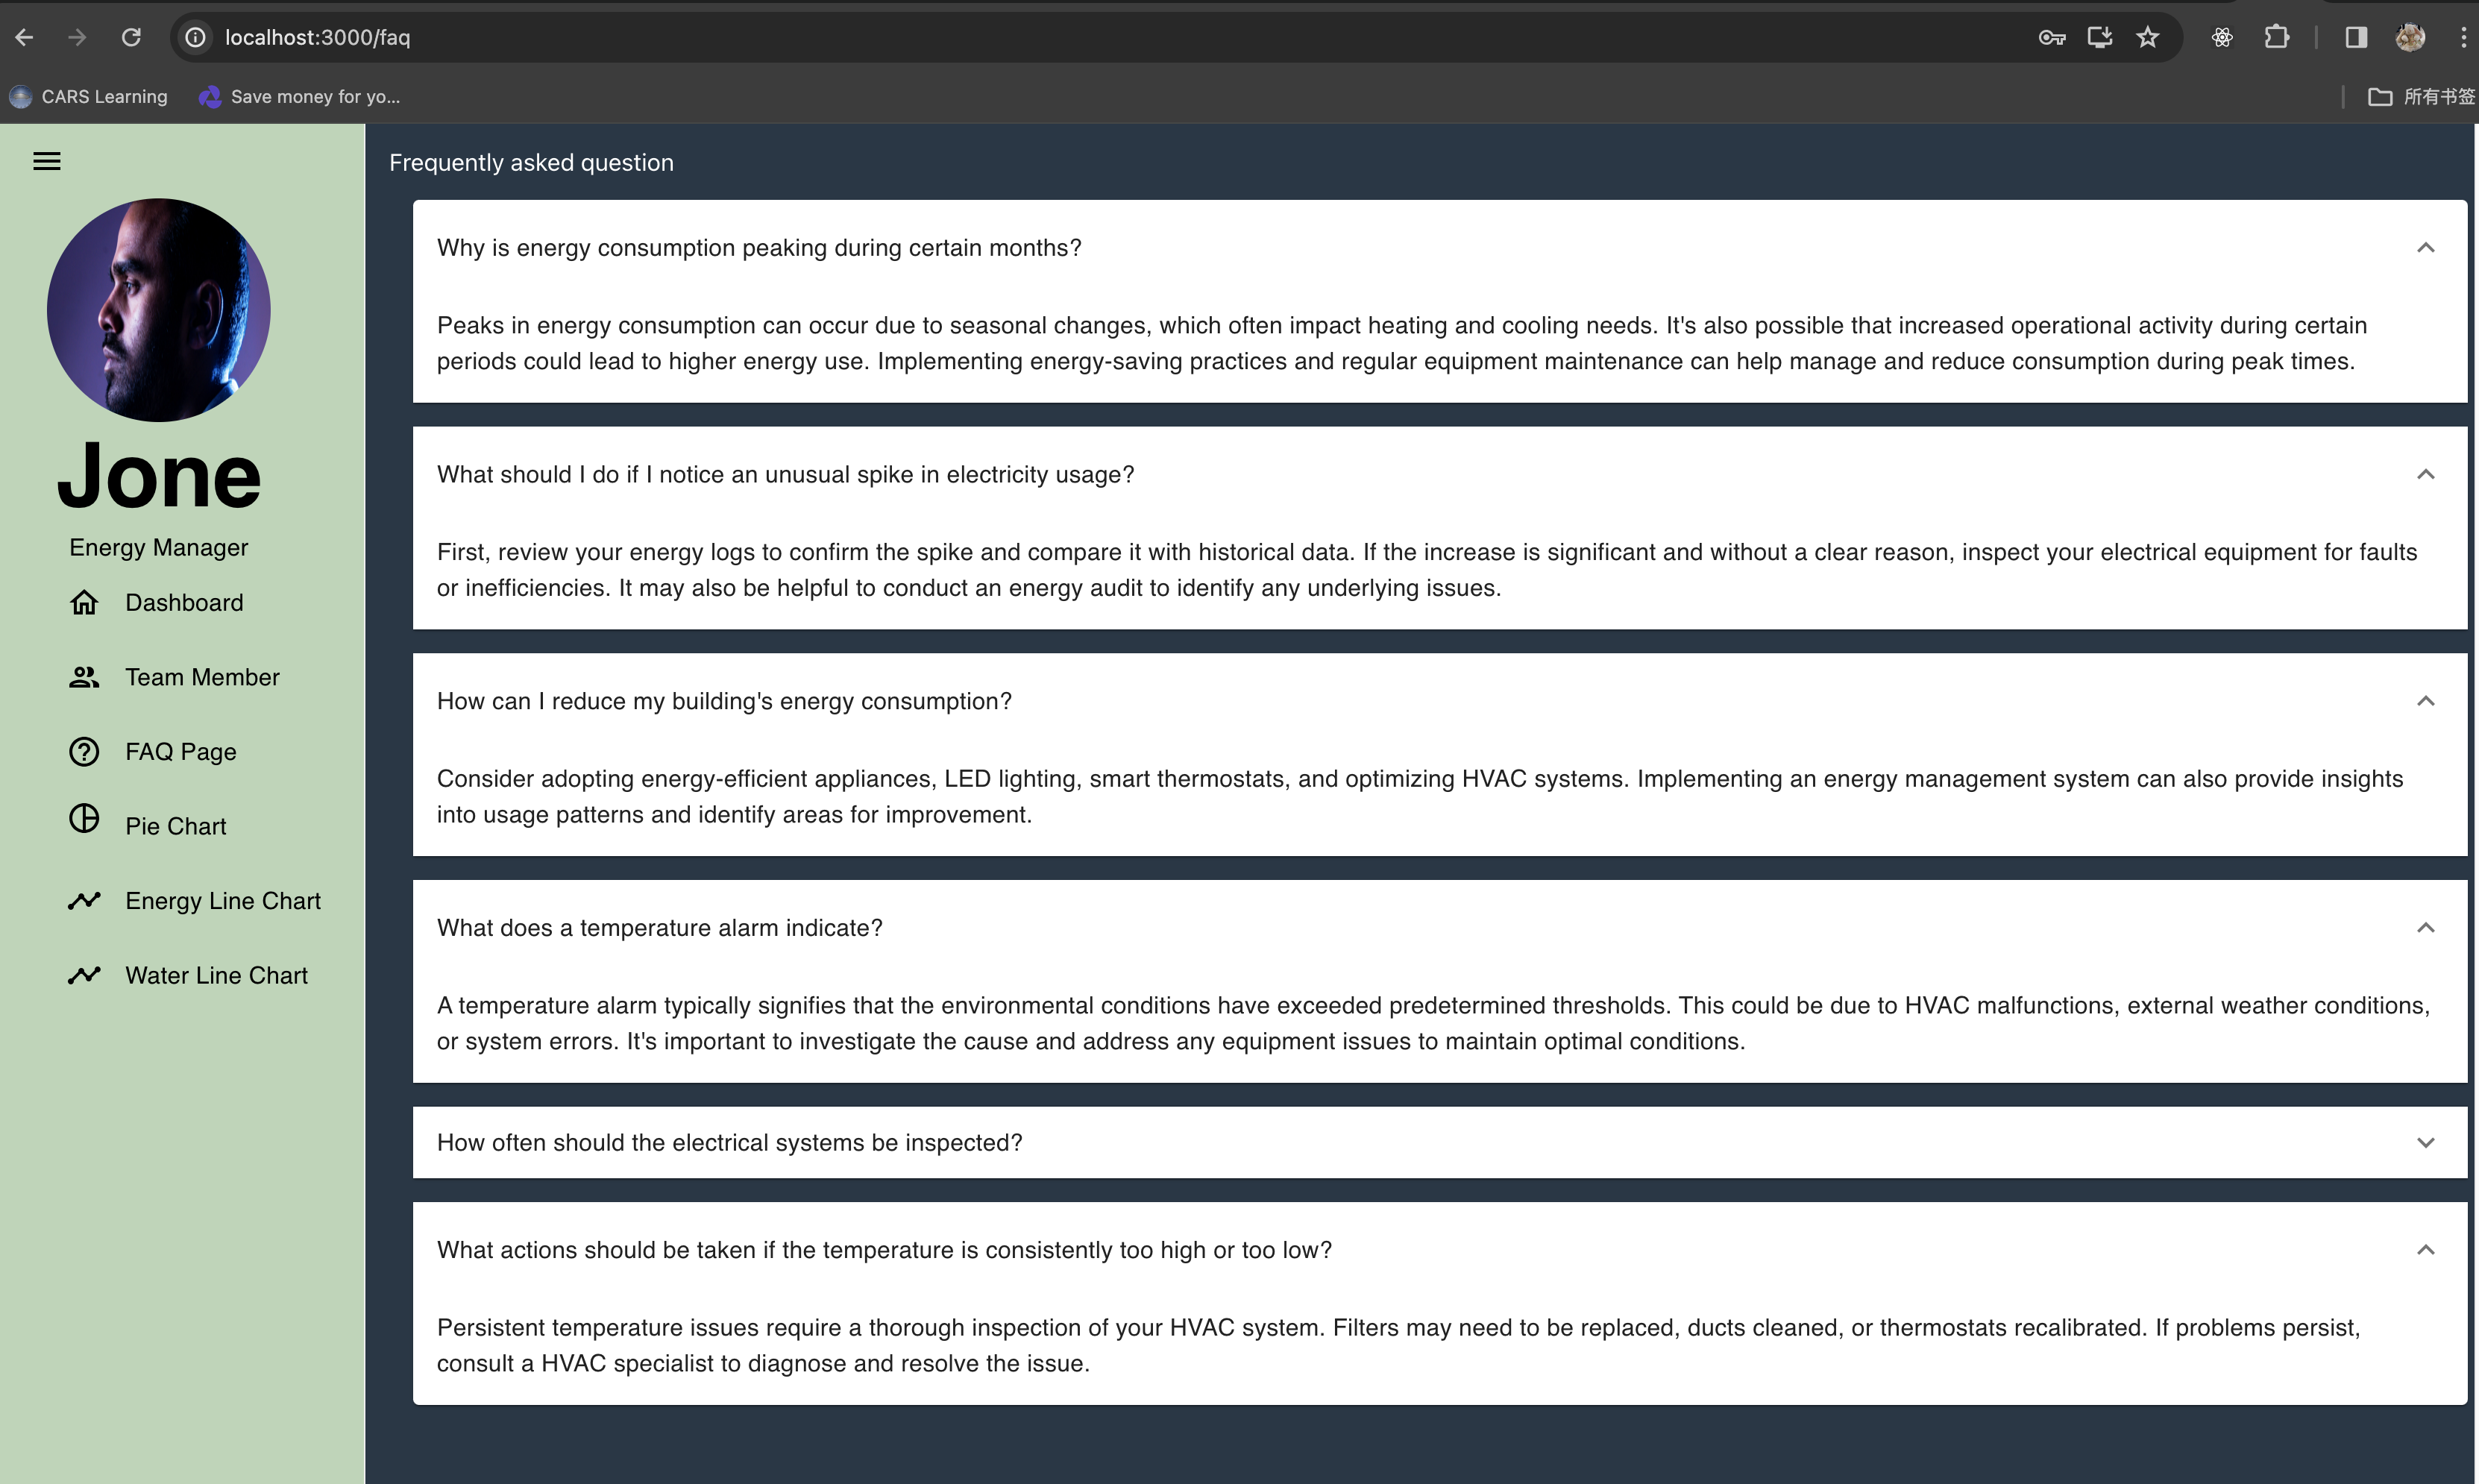 localhost:3000/faq
CARS Learning
Save money for yo...
所有书签
Frequently asked question
Jone
Energy Manager
Dashboard
Team Member
FAQ Page
Pie Chart
Energy Line Chart
Water Line Chart
Why is energy consumption peaking during certain months?
Peaks in energy consumption can occur due to seasonal changes, which often impact heating and cooling needs. It's also possible that increased operational activity during certain
periods could lead to higher energy use. Implementing energy-saving practices and regular equipment maintenance can help manage and reduce consumption during peak times.
What should I do if I notice an unusual spike in electricity usage?
First, review your energy logs to confirm the spike and compare it with historical data. If the increase is significant and without a clear reason, inspect your electrical equipment for faults
or inefficiencies. It may also be helpful to conduct an energy audit to identify any underlying issues.
How can I reduce my building's energy consumption?
Consider adopting energy-efficient appliances, LED lighting, smart thermostats, and optimizing HVAC systems. Implementing an energy management system can also provide insights
into usage patterns and identify areas for improvement.
What does a temperature alarm indicate?
A temperature alarm typically signifies that the environmental conditions have exceeded predetermined thresholds. This could be due to HVAC malfunctions, external weather conditions,
or system errors. It's important to investigate the cause and address any equipment issues to maintain optimal conditions.
How often should the electrical systems be inspected?
What actions should be taken if the temperature is consistently too high or too low?
Persistent temperature issues require a thorough inspection of your HVAC system. Filters may need to be replaced, ducts cleaned, or thermostats recalibrated. If problems persist,
consult a HVAC specialist to diagnose and resolve the issue.